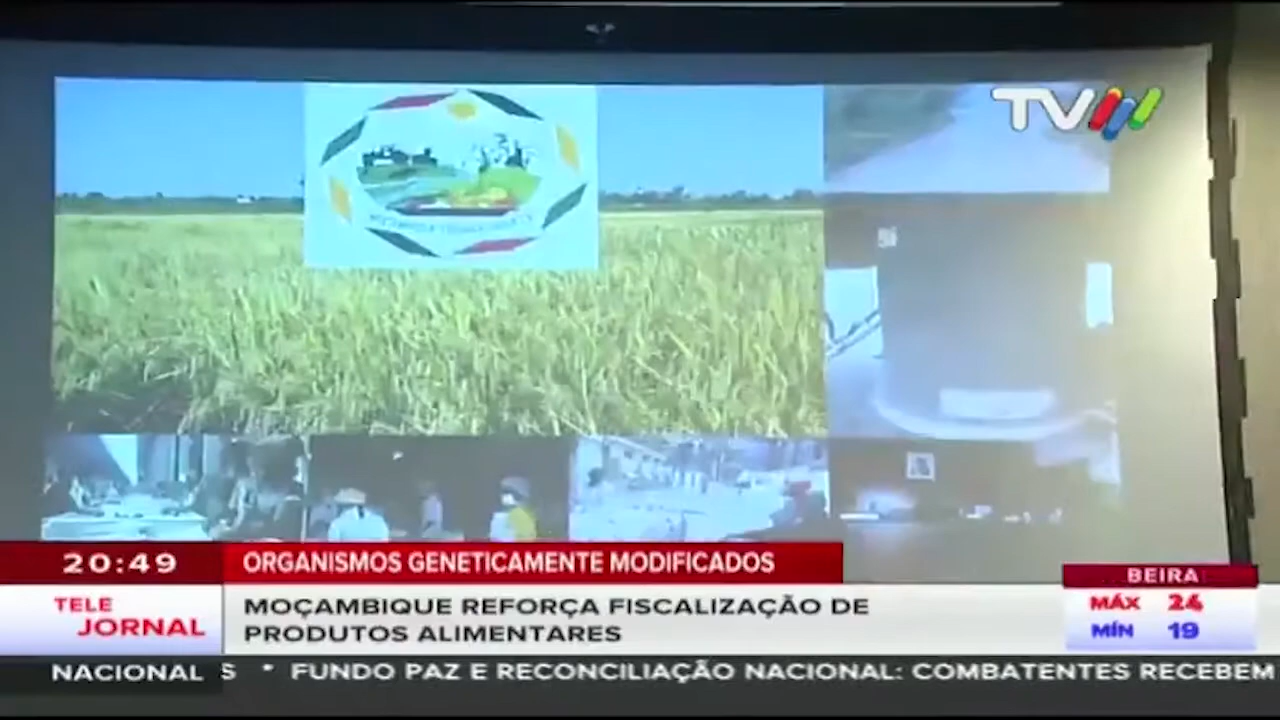 TVM
20:49
ORGANISMOS GENETICAMENTE MODIFICADOS
TELE
JORNAL
MOÇAMBIQUE REFORÇA FISCALIZAÇÃO DE
PRODUTOS ALIMENTARES
BEIRA
MÁX 24
MÍN 19
NACIONAL S * FUNDO PAZ E RECONCILIAÇÃO NACIONAL: COMBATENTES RECEBEM